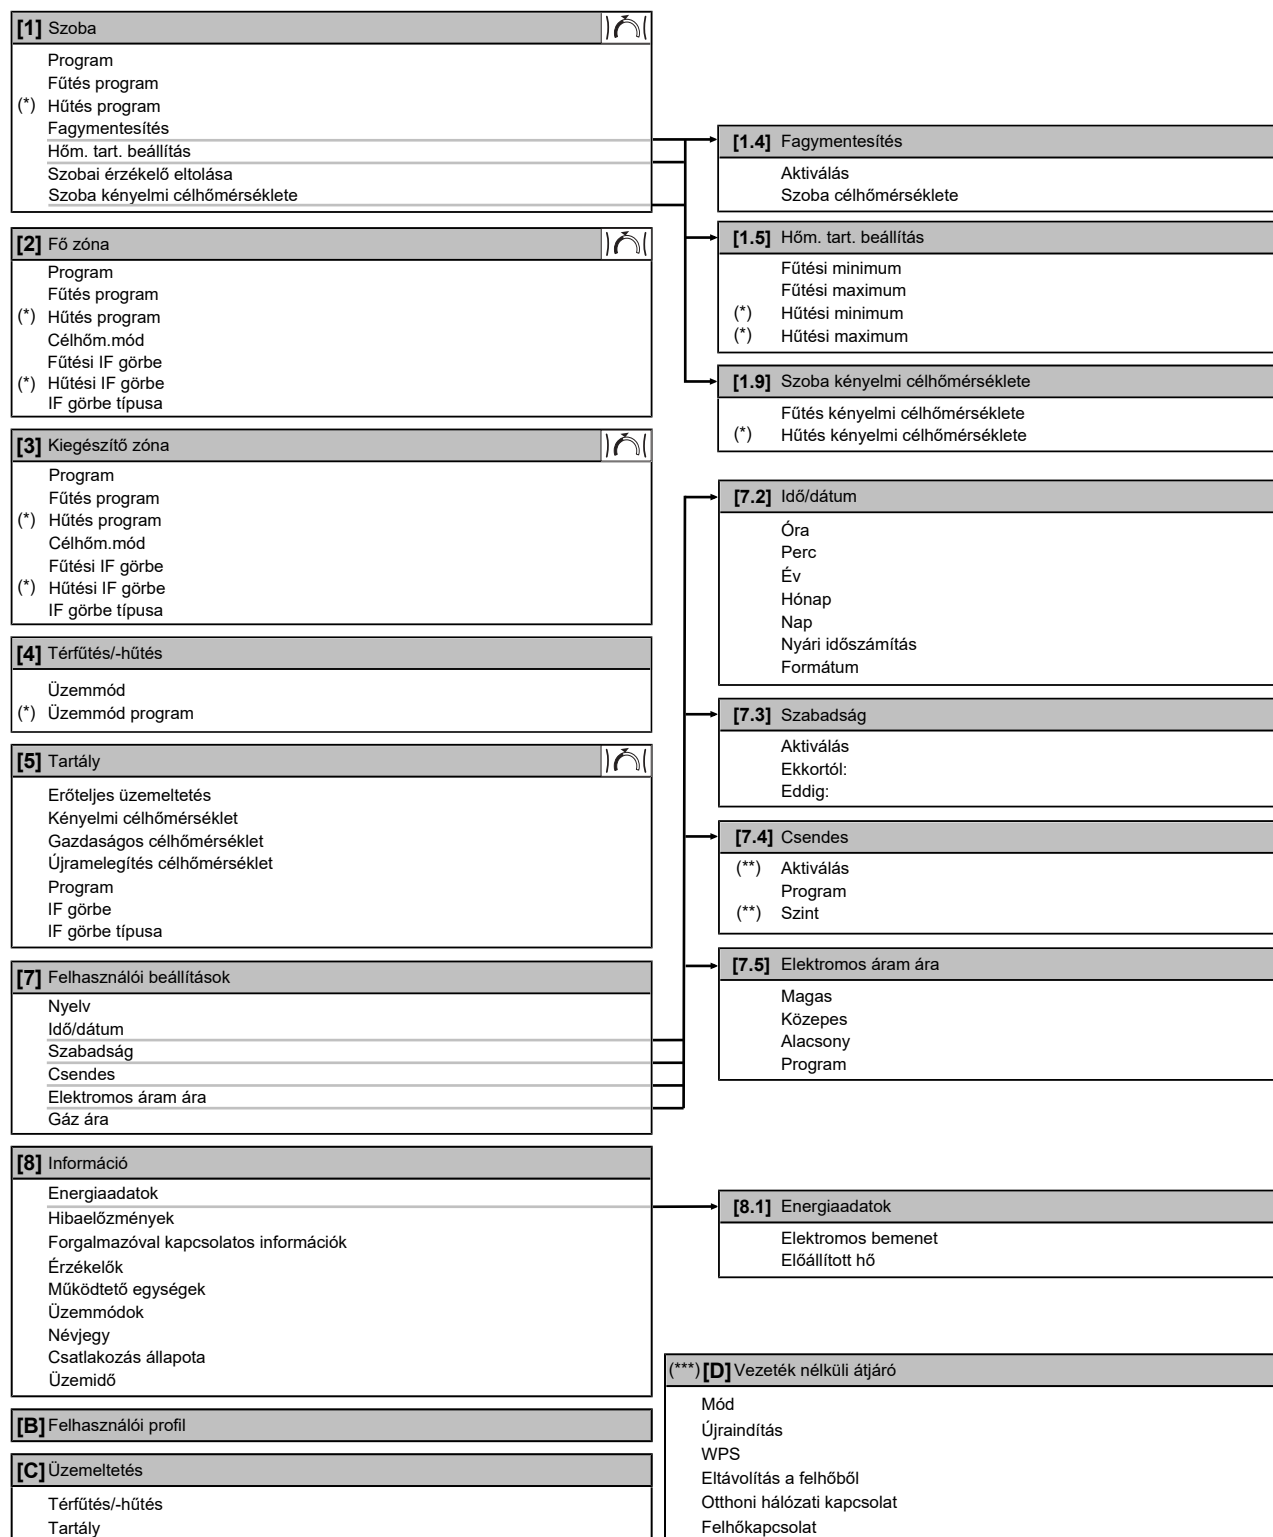 [1] Szoba
Program
Fűtés program
(*) Hűtés program
Fagymentesítés
Hőm. tart. beállítás
Szobai érzékelő eltolása
Szoba kényelmi célhőmérséklete
[2] Fő zóna
Program
Fűtés program
(*) Hűtés program
Célhőm.mód
Fűtési IF görbe
(*) Hűtési IF görbe
IF görbe típusa
[3] Kiegészítő zóna
Program
Fűtés program
(*) Hűtés program
Célhőm.mód
Fűtési IF görbe
(*) Hűtési IF görbe
IF görbe típusa
[4] Térfűtés/-hűtés
Üzemmód
(*) Üzemmód program
[5] Tartály
Erőteljes üzemeltetés
Kényelmi célhőmérséklet
Gazdaságos célhőmérséklet
Újramelegítés célhőmérséklet
Program
IF görbe
IF görbe típusa
[7] Felhasználói beállítások
Nyelv
Idő/dátum
Szabadság
Csendes
Elektromos áram ára
Gáz ára
[8] Információ
Energiaadatok
Hibaelőzmények
Forgalmazóval kapcsolatos információk
Érzékelők
Működtető egységek
Üzemmódok
Névjegy
Csatlakozás állapota
Üzemidő
[B] Felhasználói profil
[C] Üzemeltetés
Térfűtés/-hűtés
Tartály
[1.4] Fagymentesítés
Aktiválás
Szoba célhőmérséklete
[1.5] Hőm. tart. beállítás
Fűtési minimum
Fűtési maximum
(*) Hűtési minimum
(*) Hűtési maximum
[1.9] Szoba kényelmi célhőmérséklete
Fűtés kényelmi célhőmérséklete
(*) Hűtés kényelmi célhőmérséklete
[7.2] Idő/dátum
Óra
Perc
Év
Hónap
Nap
Nyári időszámítás
Formátum
[7.3] Szabadság
Aktiválás
Ekkortól:
Eddig:
[7.4] Csendes
(**) Aktiválás
Program
(**) Szint
[7.5] Elektromos áram ára
Magas
Közepes
Alacsony
Program
[8.1] Energiaadatok
Elektromos bemenet
Előállított hő
(***) [D] Vezeték nélküli átjáró
Mód
Újraindítás
WPS
Eltávolítás a felhőből
Otthoni hálózati kapcsolat
Felhőkapcsolat